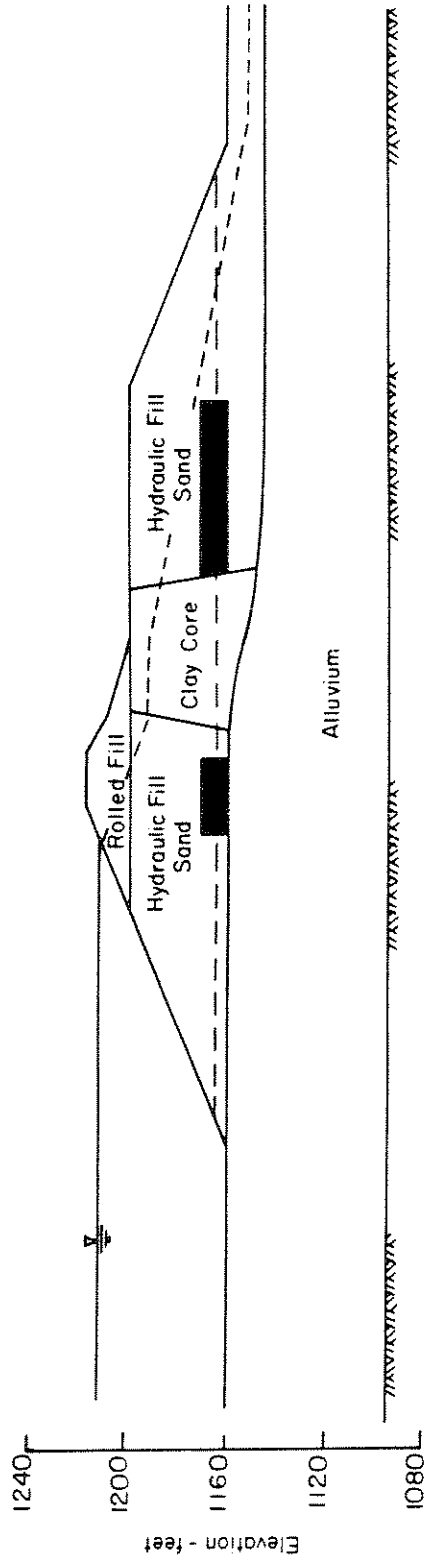 Elevation - feet
1240
1200
1160
1120
1080
Rolled Fill
Hydraulic Fill
Sand
Clay Core
Hydraulic Fill
Sand
Alluvium